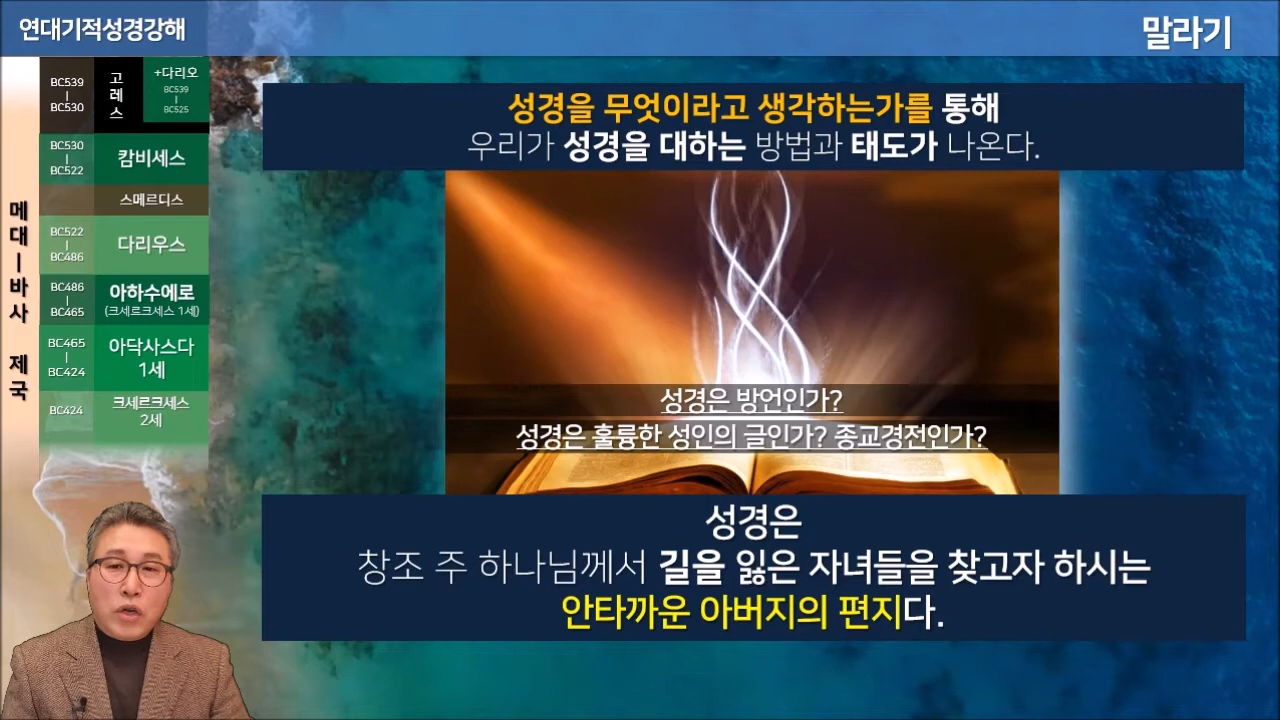 연대기적성경강해
말라기
메대ㅡ바사 제국
BC539
|
BC530
고레스
+다리오
BC539
|
BC525
BC530
|
BC522
캄비세스
스메르디스
BC522
|
BC486
다리우스
BC486
|
BC465
아하수에로
(크세르크세스 1세)
BC465
|
BC424
아닥사스다
1세
BC424
크세르크세스
2세
성경을 무엇이라고 생각하는가를 통해
우리가 성경을 대하는 방법과 태도가 나온다.
성경은 방언인가?
성경은 훌륭한 성인의 글인가? 종교경전인가?
성경은
창조 주 하나님께서 길을 잃은 자녀들을 찾고자 하시는
안타까운 아버지의 편지다.